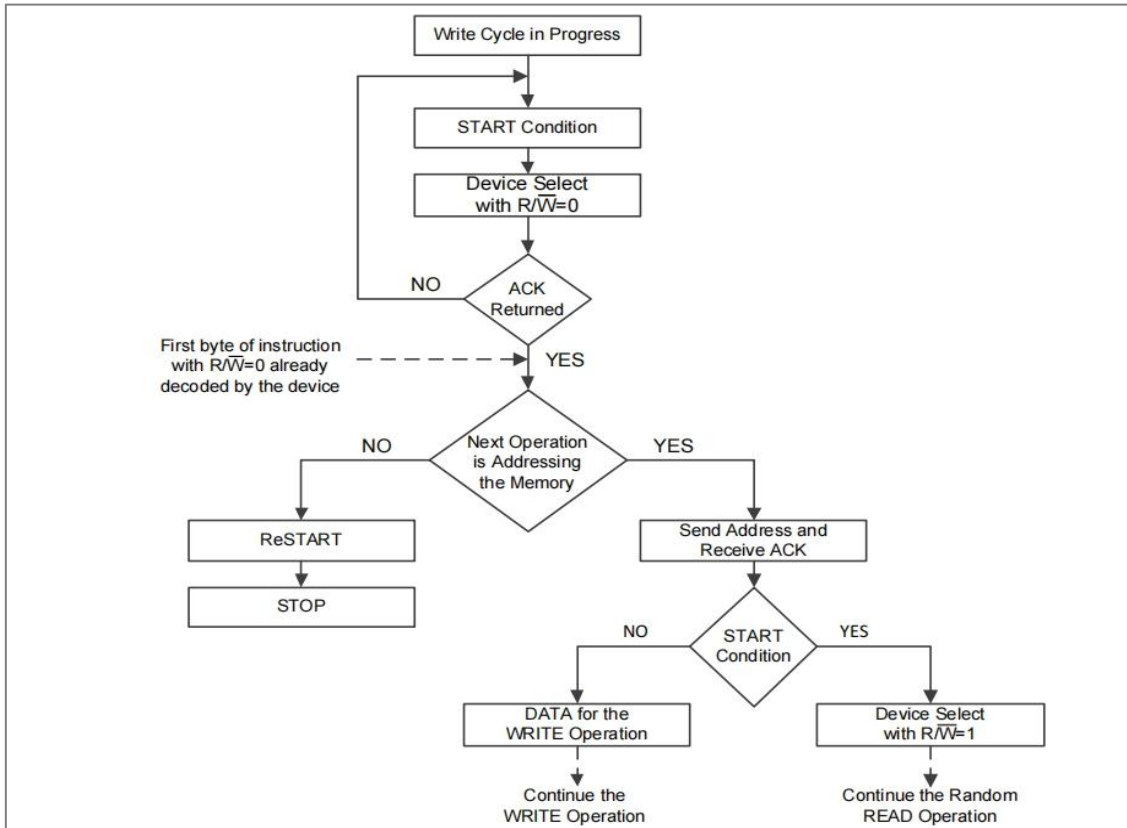 Write Cycle in Progress
START Condition
Device Select
with R/W̅=0
NO
ACK
Returned
First byte of instruction
with R/W̅=0 already
decoded by the device
YES
NO
Next Operation
is Addressing
the Memory
YES
ReSTART
Send Address and
Receive ACK
STOP
NO
START
Condition
YES
DATA for the
WRITE Operation
Device Select
with R/W̅=1
Continue the
WRITE Operation
Continue the Random
READ Operation